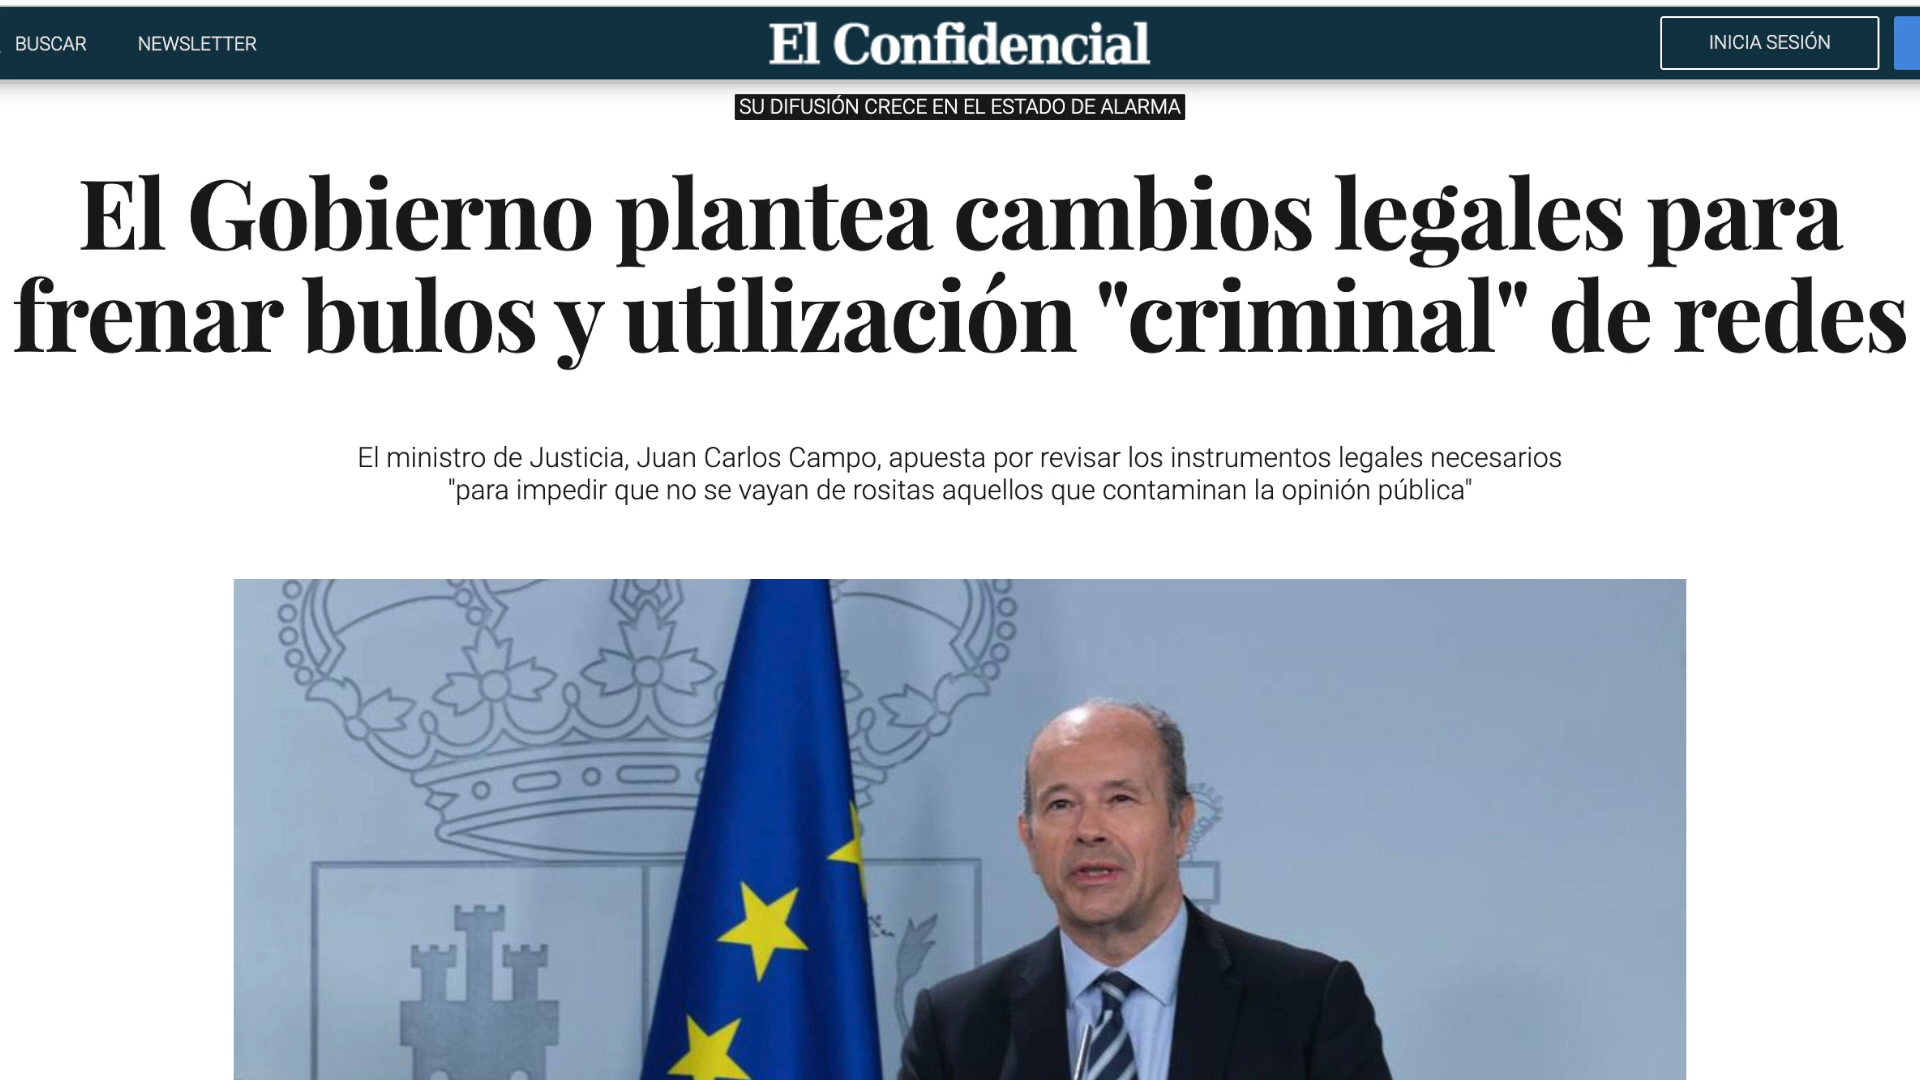 BUSCAR
NEWSLETTER
El Confidencial
INICIA SESIÓN
SU DIFUSIÓN CRECE EN EL ESTADO DE ALARMA
El Gobierno plantea cambios legales para
frenar bulos y utilización "criminal" de redes
El ministro de Justicia, Juan Carlos Campo, apuesta por revisar los instrumentos legales necesarios
"para impedir que no se vayan de rositas aquellos que contaminan la opinión pública"